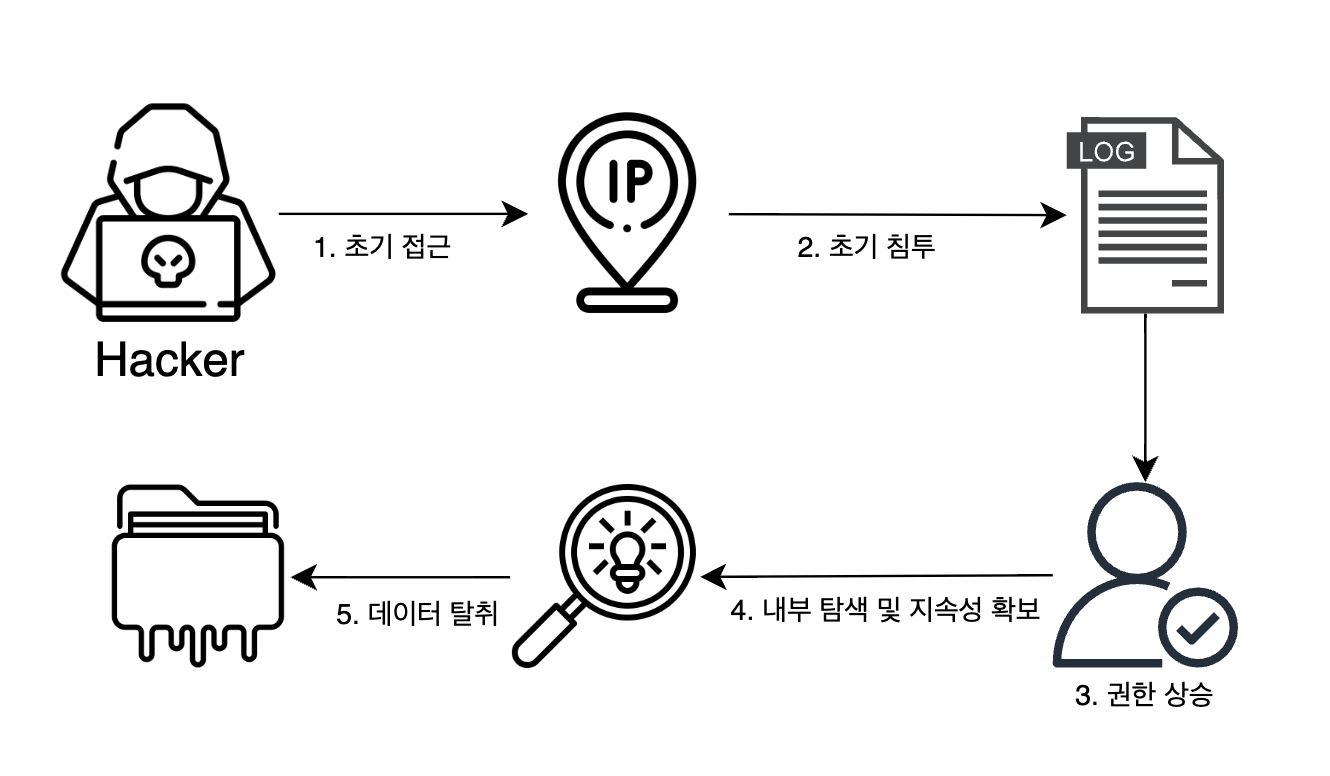 IP
LOG
1. 초기 접근
2. 초기 침투
Hacker
5. 데이터 탈취
4. 내부 탐색 및 지속성 확보
3. 권한 상승